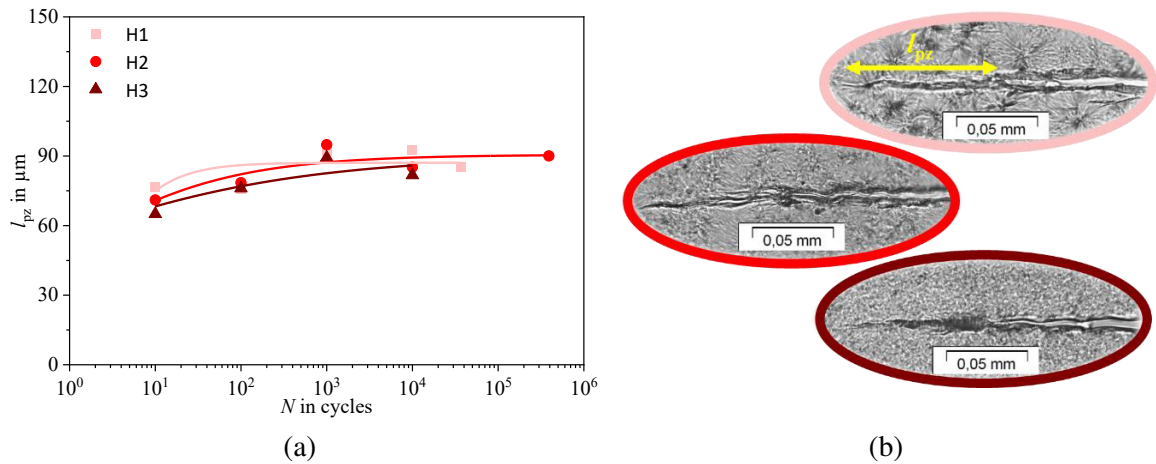 150
120
90
60
30
0
l_pz in µm
H1
H2
H3
10^0
10^1
10^2
10^3
10^4
10^5
10^6
N in cycles
(a)
l_pz
0,05 mm
0,05 mm
0,05 mm
(b)